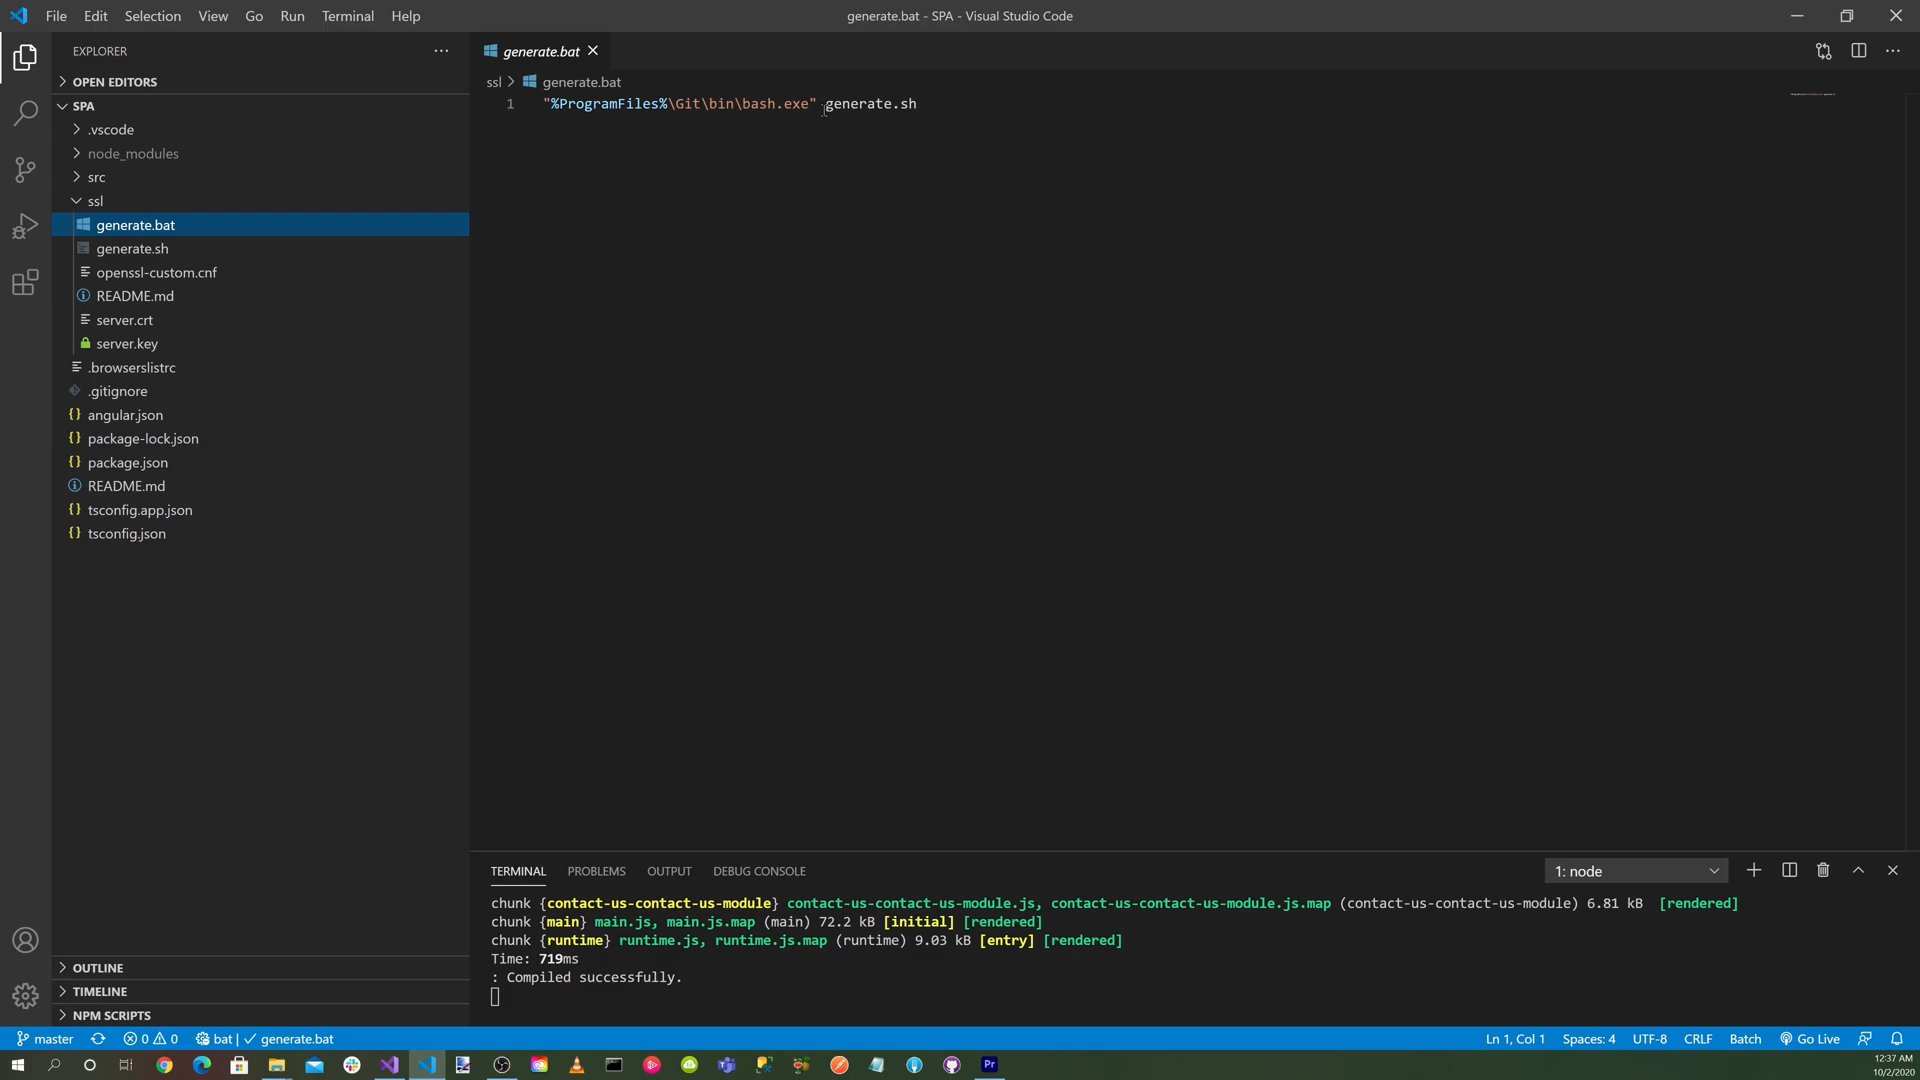 File Edit Selection View Go Run Terminal Help
generate.bat - SPA - Visual Studio Code
EXPLORER
OPEN EDITORS
SPA
.vscode
node_modules
src
ssl
generate.bat
generate.sh
openssl-custom.cnf
README.md
server.crt
server.key
.browserslistrc
.gitignore
angular.json
package-lock.json
package.json
README.md
tsconfig.app.json
tsconfig.json
OUTLINE
TIMELINE
NPM SCRIPTS
generate.bat
ssl > generate.bat
1 "%ProgramFiles%\Git\bin\bash.exe" generate.sh
TERMINAL PROBLEMS OUTPUT DEBUG CONSOLE
1: node
chunk {contact-us-contact-us-module} contact-us-contact-us-module.js, contact-us-contact-us-module.js.map (contact-us-contact-us-module) 6.81 kB [rendered]
chunk {main} main.js, main.js.map (main) 72.2 kB [initial] [rendered]
chunk {runtime} runtime.js, runtime.js.map (runtime) 9.03 kB [entry] [rendered]
Time: 719ms
: Compiled successfully.
master 0 0 bat | ✓ generate.bat
Ln 1, Col 1 Spaces: 4 UTF-8 CRLF Batch Go Live
Pr
12:37 AM
10/2/2020